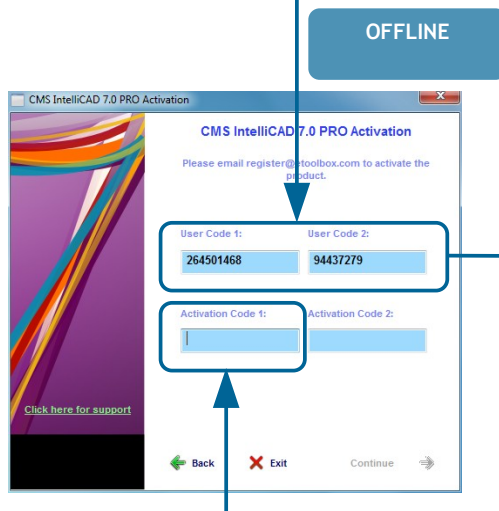 OFFLINE
CMS IntelliCAD 7.0 PRO Activation
CMS IntelliCAD 7.0 PRO Activation
Please email register@etoolbox.com to activate the
product.
User Code 1: User Code 2:
264501468 94437279
Activation Code 1: Activation Code 2:
Click here for support
Back Exit Continue